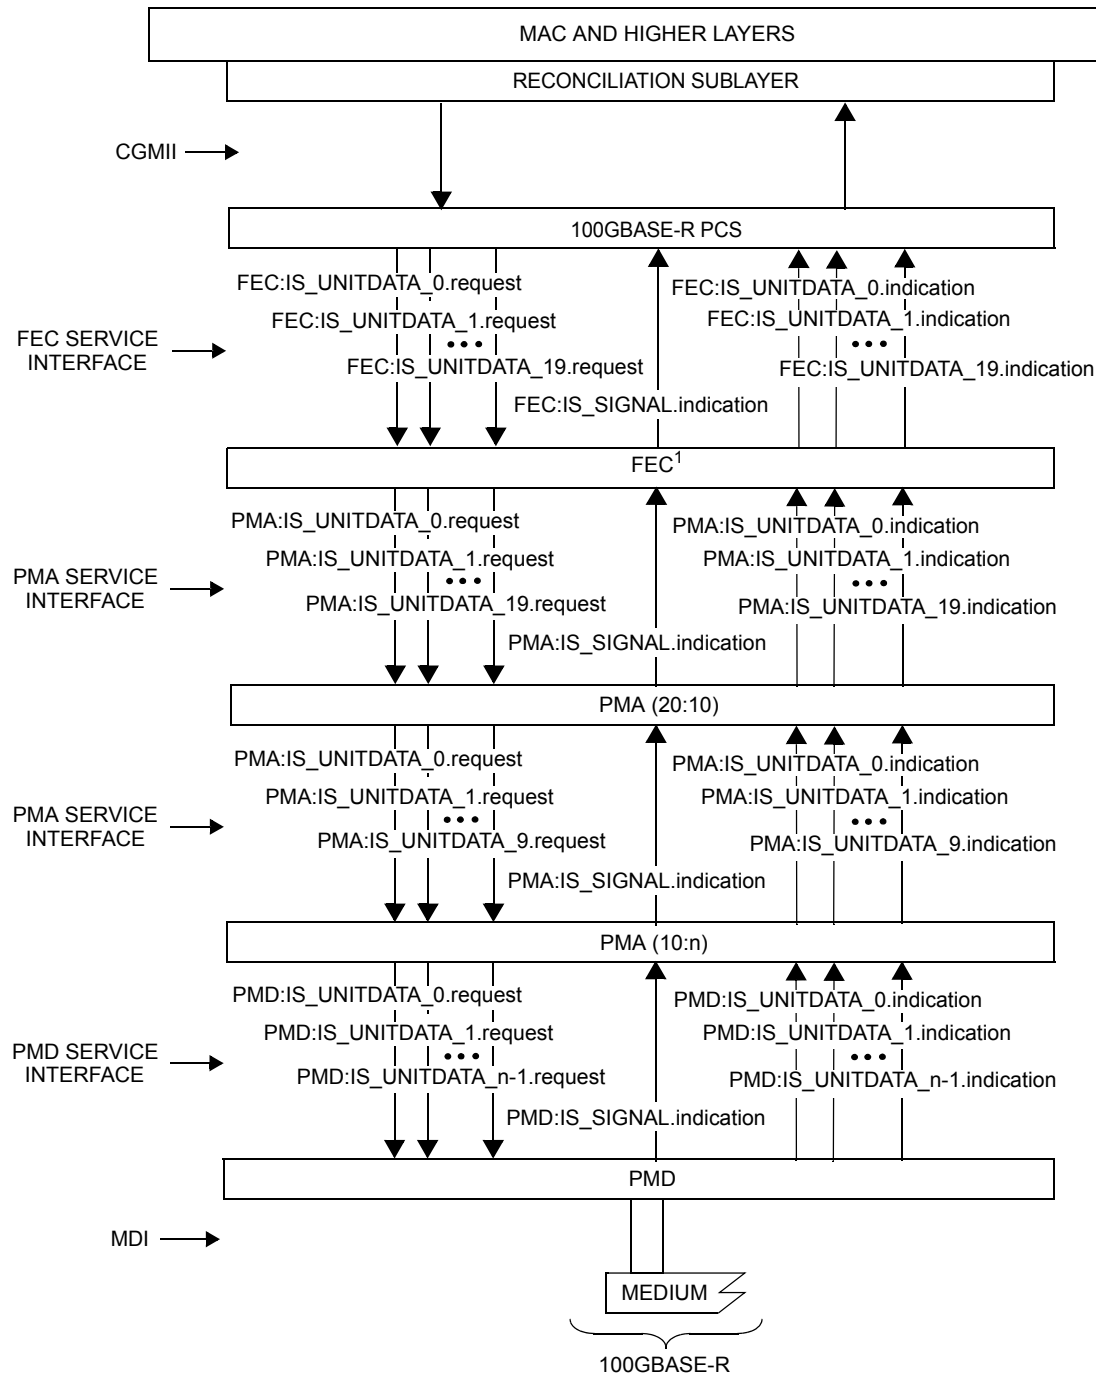 MAC AND HIGHER LAYERS
RECONCILIATION SUBLAYER
CGMII
100GBASE-R PCS
FEC:IS_UNITDATA_0.request
FEC:IS_UNITDATA_0.indication
FEC:IS_UNITDATA_1.request
FEC:IS_UNITDATA_1.indication
FEC SERVICE
INTERFACE
FEC:IS_UNITDATA_19.request
FEC:IS_UNITDATA_19.indication
FEC:IS_SIGNAL.indication
FEC1
PMA:IS_UNITDATA_0.request
PMA:IS_UNITDATA_0.indication
PMA:IS_UNITDATA_1.request
PMA:IS_UNITDATA_1.indication
PMA SERVICE
INTERFACE
PMA:IS_UNITDATA_19.request
PMA:IS_UNITDATA_19.indication
PMA:IS_SIGNAL.indication
PMA (20:10)
PMA:IS_UNITDATA_0.request
PMA:IS_UNITDATA_0.indication
PMA:IS_UNITDATA_1.request
PMA:IS_UNITDATA_1.indication
PMA SERVICE
INTERFACE
PMA:IS_UNITDATA_9.request
PMA:IS_UNITDATA_9.indication
PMA:IS_SIGNAL.indication
PMA (10:n)
PMD:IS_UNITDATA_0.request
PMD:IS_UNITDATA_0.indication
PMD:IS_UNITDATA_1.request
PMD:IS_UNITDATA_1.indication
PMD SERVICE
INTERFACE
PMD:IS_UNITDATA_n-1.request
PMD:IS_UNITDATA_n-1.indication
PMD:IS_SIGNAL.indication
PMD
MDI
MEDIUM
100GBASE-R